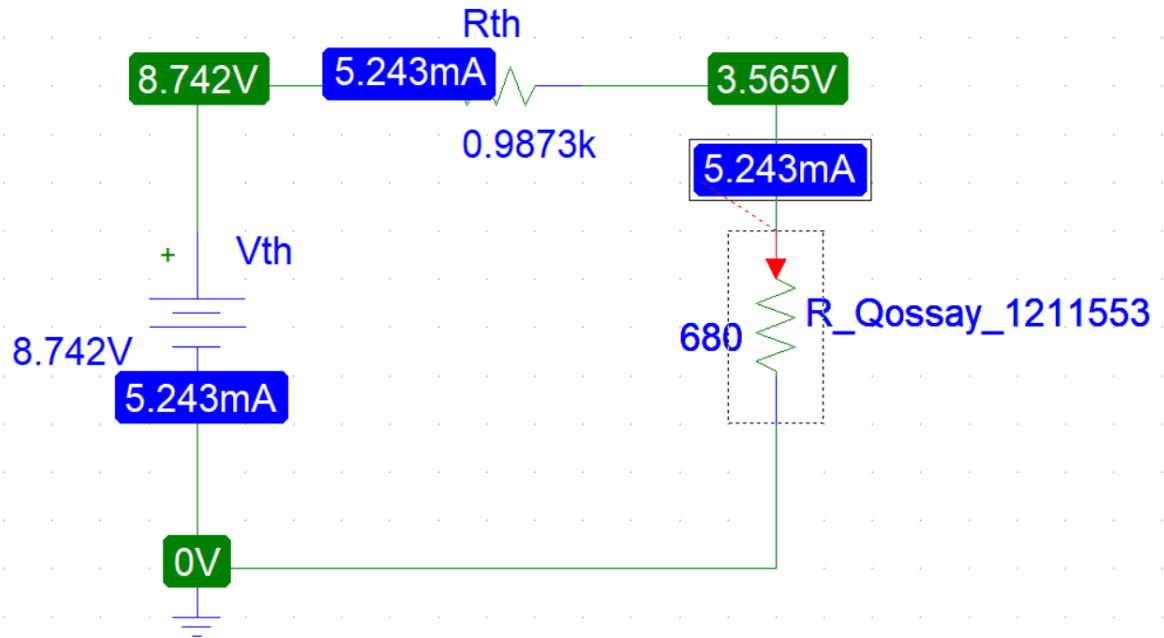 Rth
8.742V
5.243mA
3.565V
0.9873k
5.243mA
+
Vth
R_Qossay_1211553
680
8.742V
5.243mA
0V